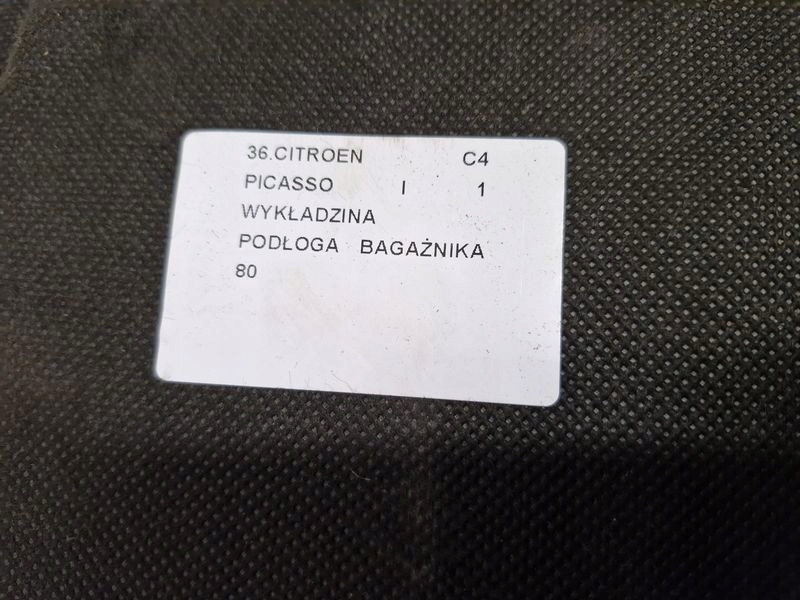 36.CITROEN C4
PICASSO I 1
WYKŁADZINA
PODŁOGA BAGAŻNIKA
80